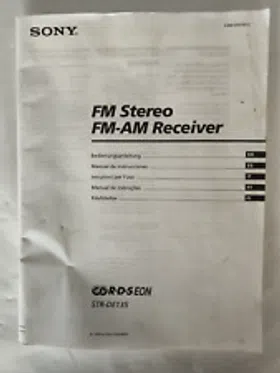 SONY
FM Stereo
FM-AM Receiver
Bedienungsanleitung
Manual de instrucciones
Istruzioni per l'uso
Manual de instruções
Käyttöohje
R·D·S EON
STR-DE135